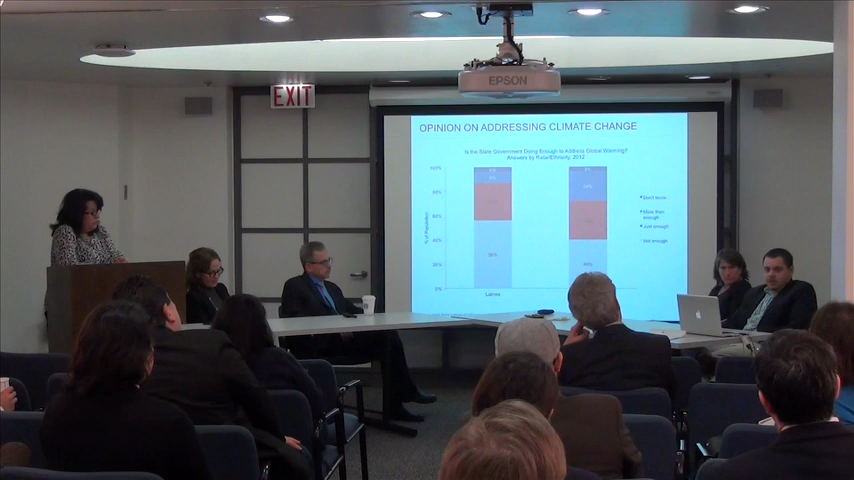 EPSON
EXIT
OPINION ON ADDRESSING CLIMATE CHANGE
Is the State Government Doing Enough to Address Global Warming?
Answers by Race/Ethnicity, 2012
100%
80%
60%
40%
20%
0%
% of Population
56%
Latinos
Don't know
More than enough
Just enough
Not enough